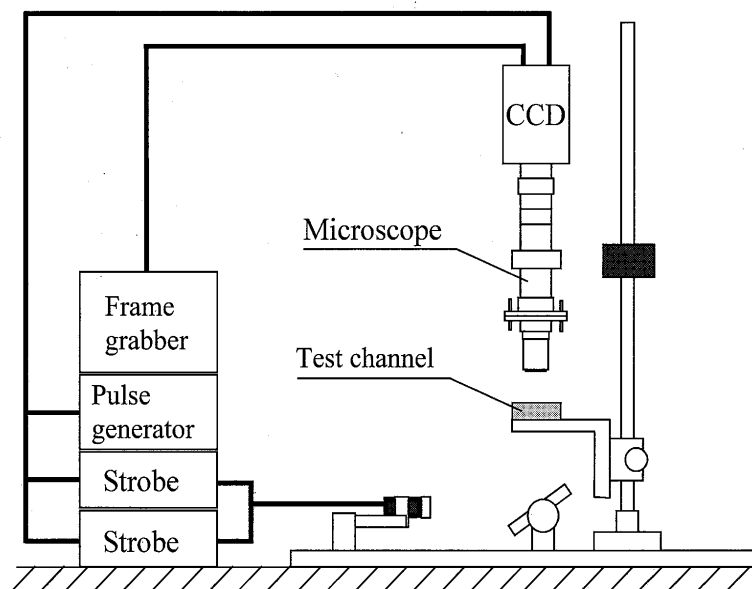 CCD
Microscope
Frame
grabber
Test channel
Pulse
generator
Strobe
Strobe